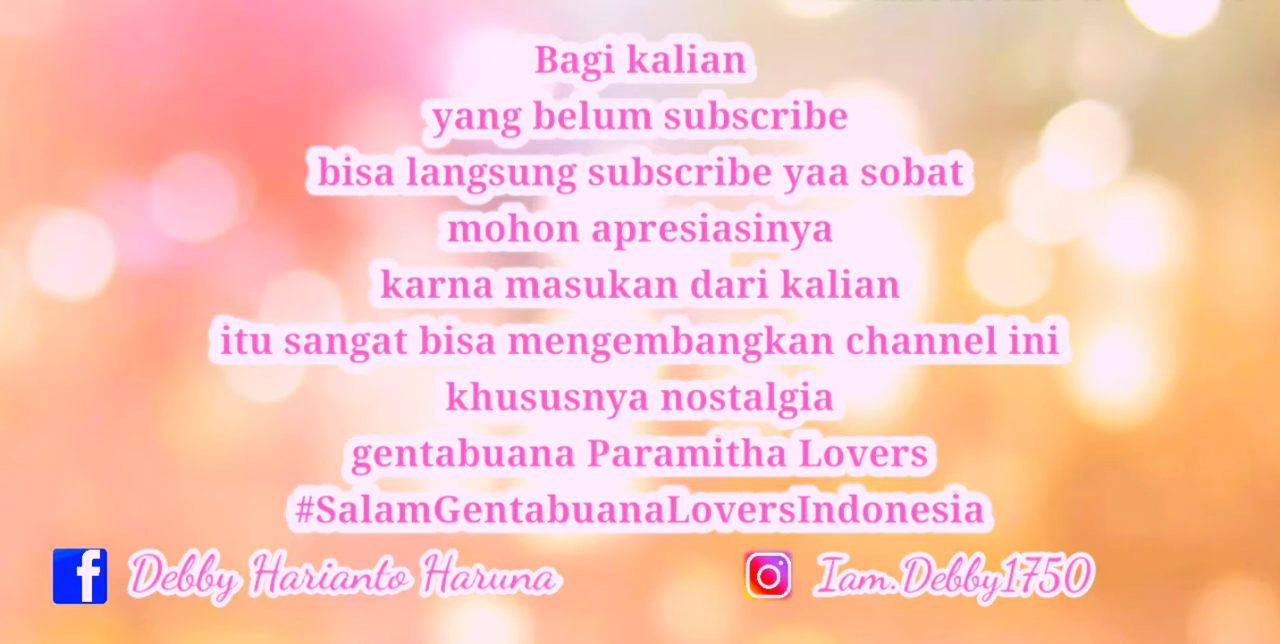 Bagi kalian
yang belum subscribe
bisa langsung subscribe yaa sobat
mohon apresiasinya
karna masukan dari kalian
itu sangat bisa mengembangkan channel ini
khususnya nostalgia
gentabuana Paramitha Lovers
#SalamGentabuanaLoversIndonesia
Debby Harianto Haruna
Iam.Debby1750